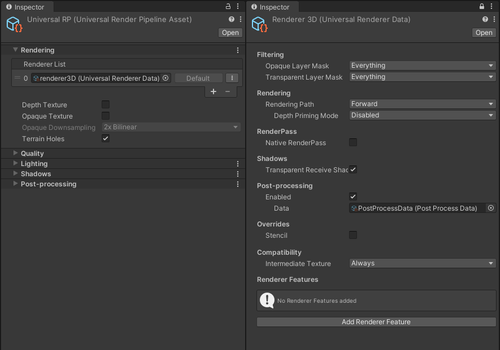 Inspector
Universal RP (Universal Render Pipeline Asset)
Open
Rendering
Renderer List
0 renderer3D (Universal Renderer Data) Default
Depth Texture
Opaque Texture
Opaque Downsampling 2x Bilinear
Terrain Holes
Quality
Lighting
Shadows
Post-processing
Inspector
Renderer 3D (Universal Renderer Data)
Open
Filtering
Opaque Layer Mask Everything
Transparent Layer Mask Everything
Rendering
Rendering Path Forward
Depth Priming Mode Disabled
RenderPass
Native RenderPass
Shadows
Transparent Receive Shac
Post-processing
Enabled
Data PostProcessData (Post Process Data)
Overrides
Stencil
Compatibility
Intermediate Texture Always
Renderer Features
No Renderer Features added
Add Renderer Feature